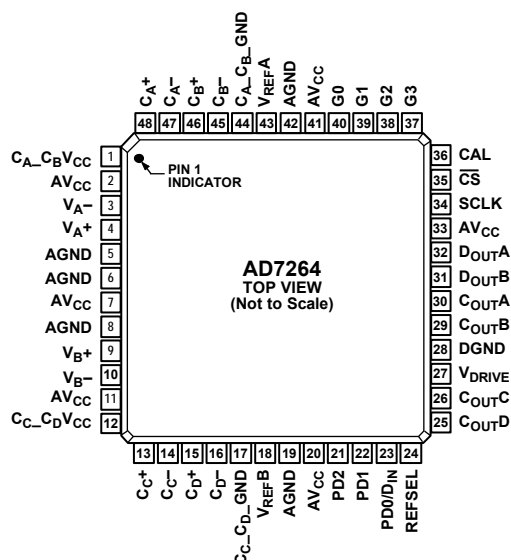 CA+ CA− CB+ CB− CA_CB_GND VREFA AGND AVCC G0 G1 G2 G3
48 47 46 45 44 43 42 41 40 39 38 37
CA_CBVCC 1
AVCC 2
VA− 3
VA+ 4
AGND 5
AGND 6
AVCC 7
AGND 8
VB+ 9
VB− 10
AVCC 11
CC_CDVCC 12
PIN 1
INDICATOR
AD7264
TOP VIEW
(Not to Scale)
36 CAL
35 C̅S̅
34 SCLK
33 AVCC
32 DOUTA
31 DOUTB
30 COUTA
29 COUTB
28 DGND
27 VDRIVE
26 COUTC
25 COUTD
13 14 15 16 17 18 19 20 21 22 23 24
CC+ CC− CD+ CD− CC_CD_GND VREFB AGND AVCC PD2 PD1 PD0/DIN REFSEL